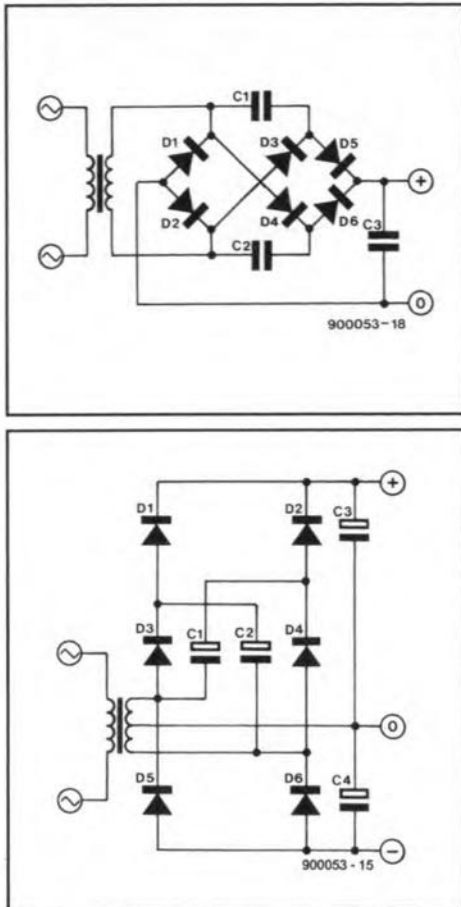 C1
D1
D3
D5
D2
D4
D6
C3
C2
+
0
900053-18
D1
D2
C3
+
D3
C1
C2
D4
0
D5
D6
C4
−
900053 - 15